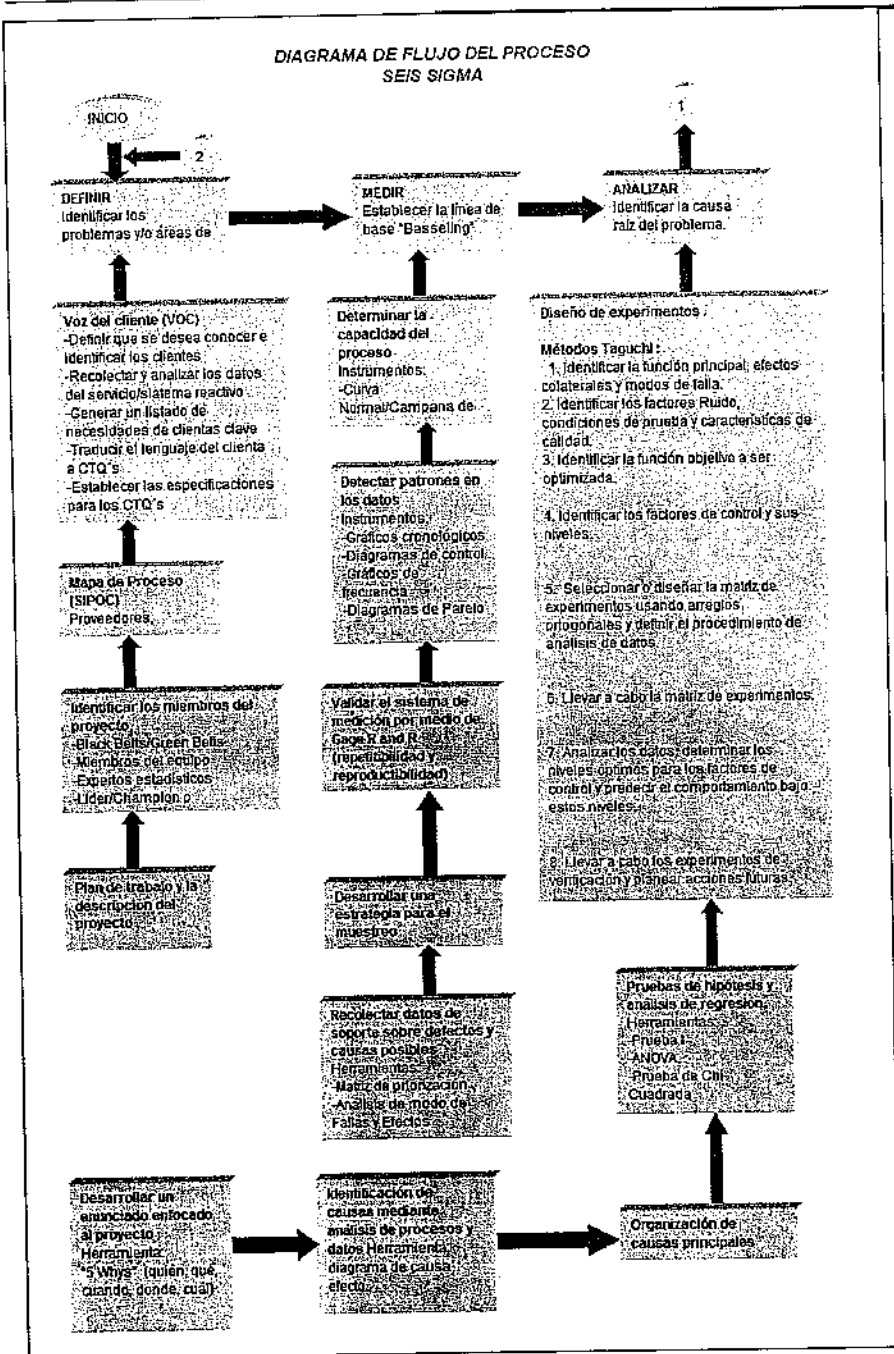 DIAGRAMA DE FLUJO DEL PROCESO
SEIS SIGMA
INICIO
2
1
DEFINIR
Identificar los
problemas y/o áreas de
MEDIR
Establecer la línea de
base "Basseling"
ANALIZAR
Identificar la causa
raíz del problema.
Voz del cliente (VOC)
-Definir que se desea conocer e
identificar los clientes
-Recolectar y analizar los datos
del servicio/sistema reactivo
-Generar un listado de
necesidades de clientas clave
-Traducir el lenguaje del clienta
a CTQ´s
-Establecer las especificaciones
para los CTQ´s
Mapa de Proceso
(SIPOC)
Proveedores,
Identificar los miembros del
proyecto
-Black Belts/Green Belts
-Miembros del equipo
-Expertos estadísticos
-Líder/Champion o
Plan de trabajo y la
descripción del
proyecto
Determinar la
capacidad del
proceso
Instrumentos:
-Curva
Normal/Campana de
Detectar patrones en
los datos
Instrumentos:
-Gráficos cronológicos
-Diagramas de control
-Gráficos de
frecuencia
-Diagramas de Pareto
Validar el sistema de
medición por medio de
Gage R and R
(repetibilidad y
reproductibilidad)
Desarrollar una
estrategia para el
muestreo
Recolectar datos de
soporte sobre defectos y
causas posibles
Herramientas:
-Matriz de priorización
-Análisis de modo de
Fallas y Efectos
Diseño de experimentos
Métodos Taguchi:
1. Identificar la función principal, efectos
colaterales y modos de falla.
2. Identificar los factores Ruido,
condiciones de prueba y características de
calidad.
3. Identificar la función objetivo a ser
optimizada.
4. Identificar los factores de control y sus
niveles.
5. Seleccionar o diseñar la matriz de
experimentos usando arreglos
ortogonales y definir el procedimiento de
análisis de datos.
6. Llevar a cabo la matriz de experimentos.
7. Analizar los datos, determinar los
niveles óptimos para los factores de
control y predecir el comportamiento bajo
estos niveles.
8. Llevar a cabo los experimentos de
verificación y planear acciones futuras
Pruebas de hipótesis y
análisis de regresión.
Herramientas:
-Prueba t
-ANOVA
-Prueba de Chi
Cuadrada
Desarrollar un
enunciado enfocado
al proyecto
Herramienta:
"5 Whys" (quién, qué,
cuando, donde, cuál)
Identificación de
causas mediante
análisis de procesos y
datos Herramienta,
diagrama de causa
efecto.
Organización de
causas principales